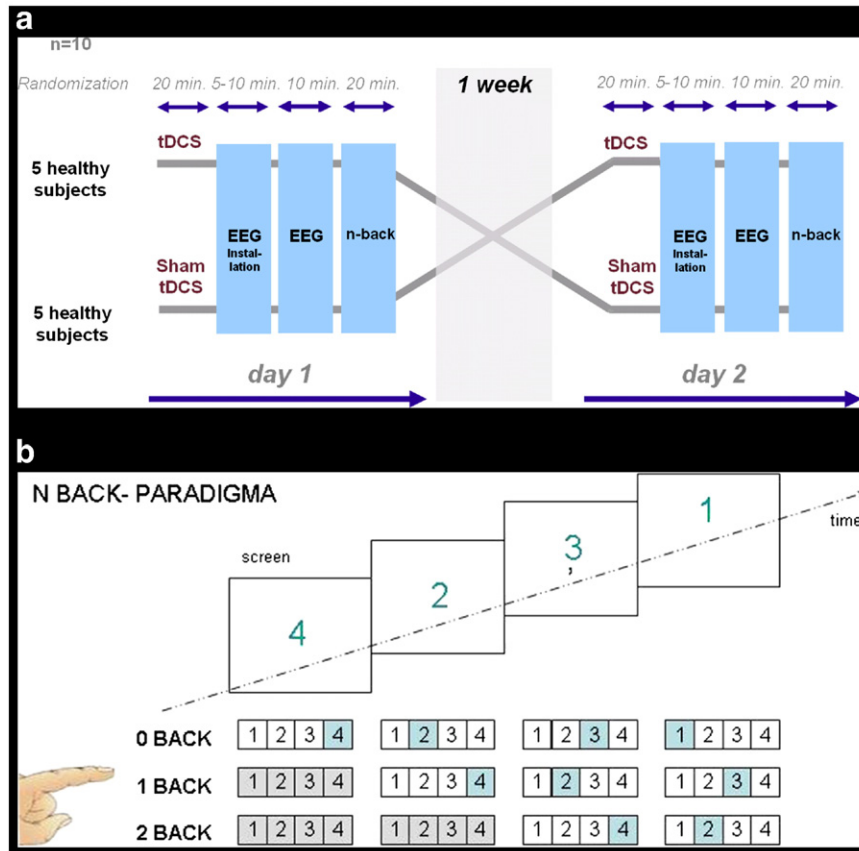 a
n=10
Randomization 20 min. 5-10 min. 10 min. 20 min. 1 week 20 min. 5-10 min. 10 min. 20 min.
tDCS tDCS
5 healthy
subjects
EEG
Instal-
lation
EEG
n-back
EEG
Instal-
lation
EEG
n-back
Sham
tDCS
Sham
tDCS
5 healthy
subjects
day 1 day 2
b
N BACK- PARADIGMA
screen
time
4
2
3
,
1
0 BACK 1 2 3 4 1 2 3 4 1 2 3 4 1 2 3 4
1 BACK 1 2 3 4 1 2 3 4 1 2 3 4 1 2 3 4
2 BACK 1 2 3 4 1 2 3 4 1 2 3 4 1 2 3 4